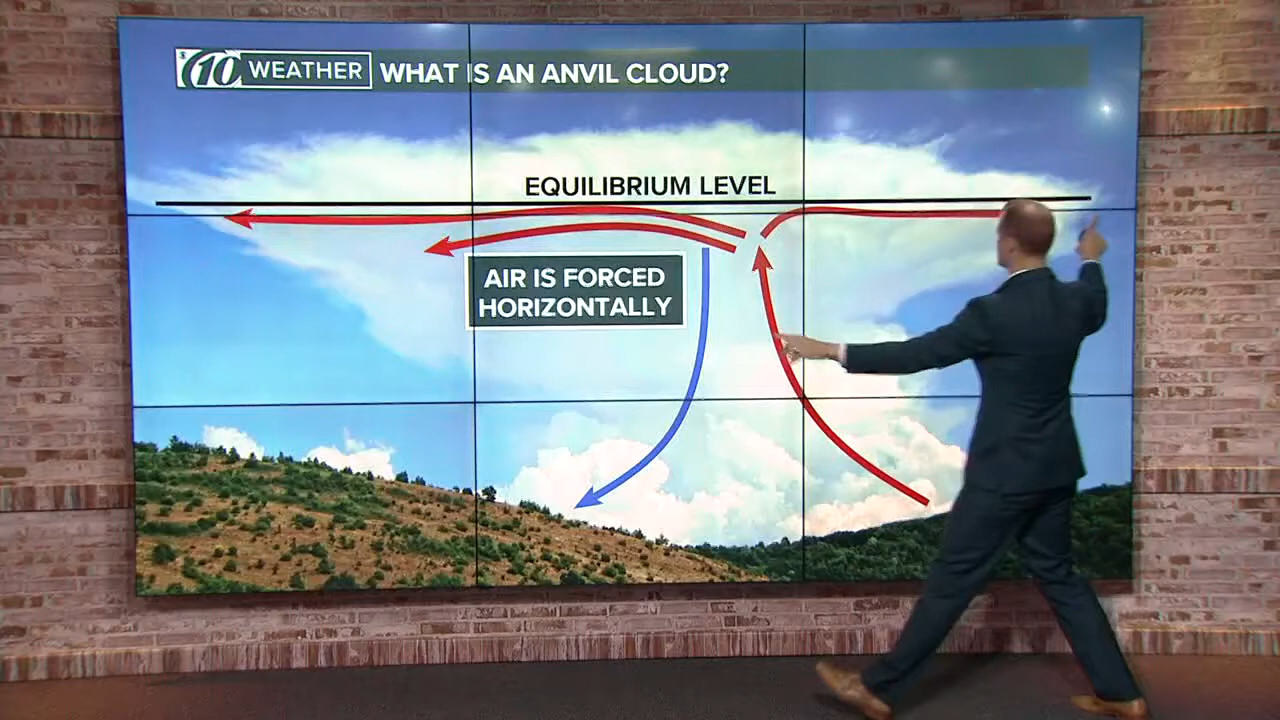 10 WEATHER WHAT IS AN ANVIL CLOUD?
EQUILIBRIUM LEVEL
AIR IS FORCED
HORIZONTALLY